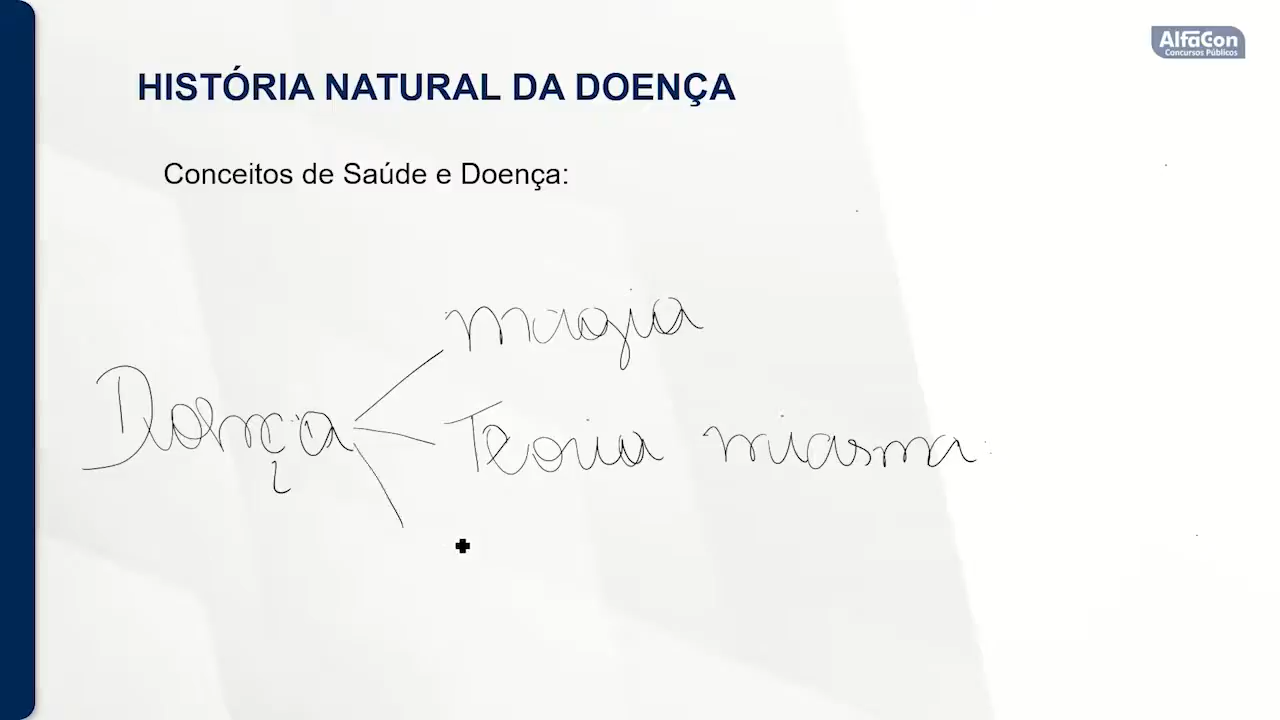 AlfaCon
Concursos Públicos
HISTÓRIA NATURAL DA DOENÇA
Conceitos de Saúde e Doença:
magia
Doença
Teoria miasma